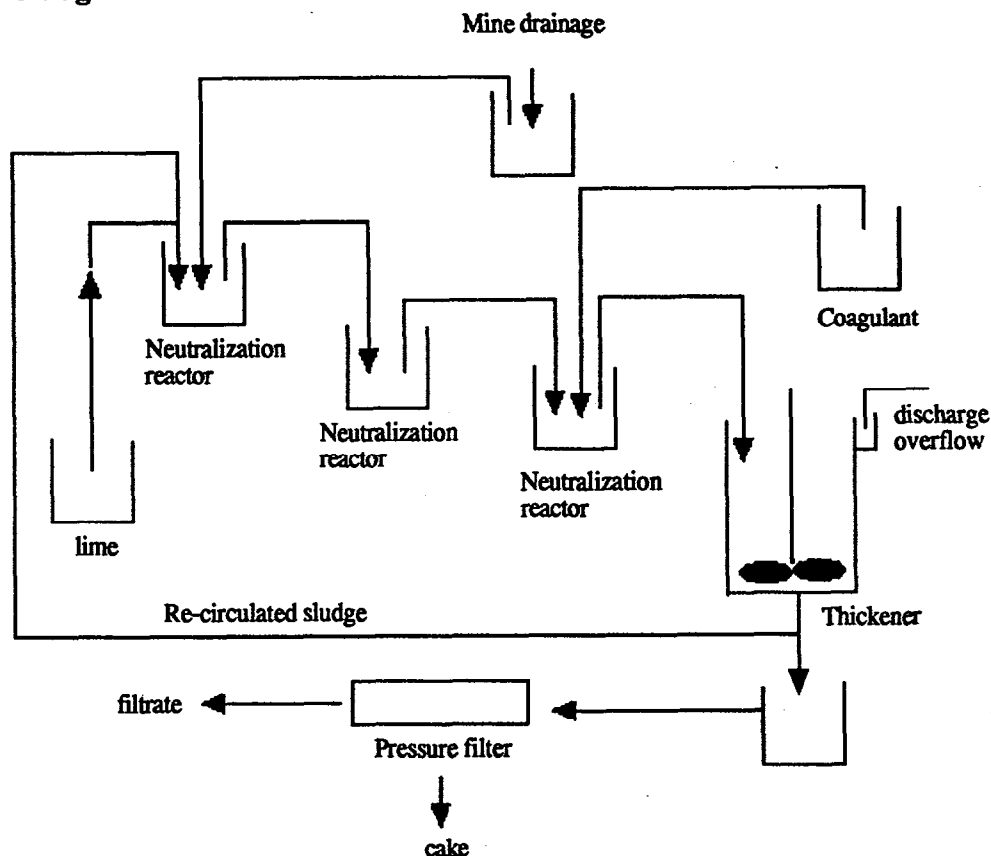 Mine drainage
Coagulant
Neutralization
reactor
Neutralization
reactor
Neutralization
reactor
discharge
overflow
lime
Thickener
Re-circulated sludge
filtrate
Pressure filter
cake